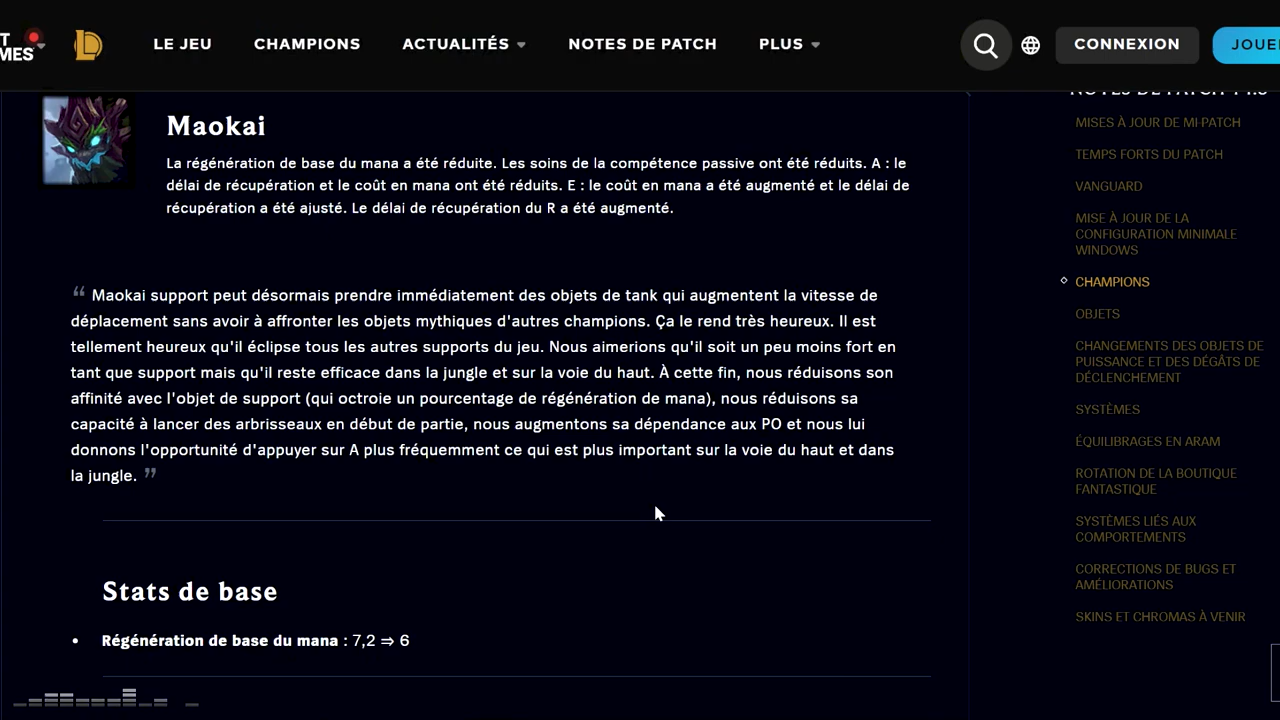 T
MES
LE JEU
CHAMPIONS
ACTUALITÉS
NOTES DE PATCH
PLUS
CONNEXION
JOUE
Maokai
La régénération de base du mana a été réduite. Les soins de la compétence passive ont été réduits. A : le
délai de récupération et le coût en mana ont été réduits. E : le coût en mana a été augmenté et le délai de
récupération a été ajusté. Le délai de récupération du R a été augmenté.
“ Maokai support peut désormais prendre immédiatement des objets de tank qui augmentent la vitesse de
déplacement sans avoir à affronter les objets mythiques d'autres champions. Ça le rend très heureux. Il est
tellement heureux qu'il éclipse tous les autres supports du jeu. Nous aimerions qu'il soit un peu moins fort en
tant que support mais qu'il reste efficace dans la jungle et sur la voie du haut. À cette fin, nous réduisons son
affinité avec l'objet de support (qui octroie un pourcentage de régénération de mana), nous réduisons sa
capacité à lancer des arbrisseaux en début de partie, nous augmentons sa dépendance aux PO et nous lui
donnons l'opportunité d'appuyer sur A plus fréquemment ce qui est plus important sur la voie du haut et dans
la jungle. ”
Stats de base
• Régénération de base du mana : 7,2 ⇒ 6
NOTES DE PATCH 14.3
MISES À JOUR DE MI-PATCH
TEMPS FORTS DU PATCH
VANGUARD
MISE À JOUR DE LA
CONFIGURATION MINIMALE
WINDOWS
CHAMPIONS
OBJETS
CHANGEMENTS DES OBJETS DE
PUISSANCE ET DES DÉGÂTS DE
DÉCLENCHEMENT
SYSTÈMES
ÉQUILIBRAGES EN ARAM
ROTATION DE LA BOUTIQUE
FANTASTIQUE
SYSTÈMES LIÉS AUX
COMPORTEMENTS
CORRECTIONS DE BUGS ET
AMÉLIORATIONS
SKINS ET CHROMAS À VENIR